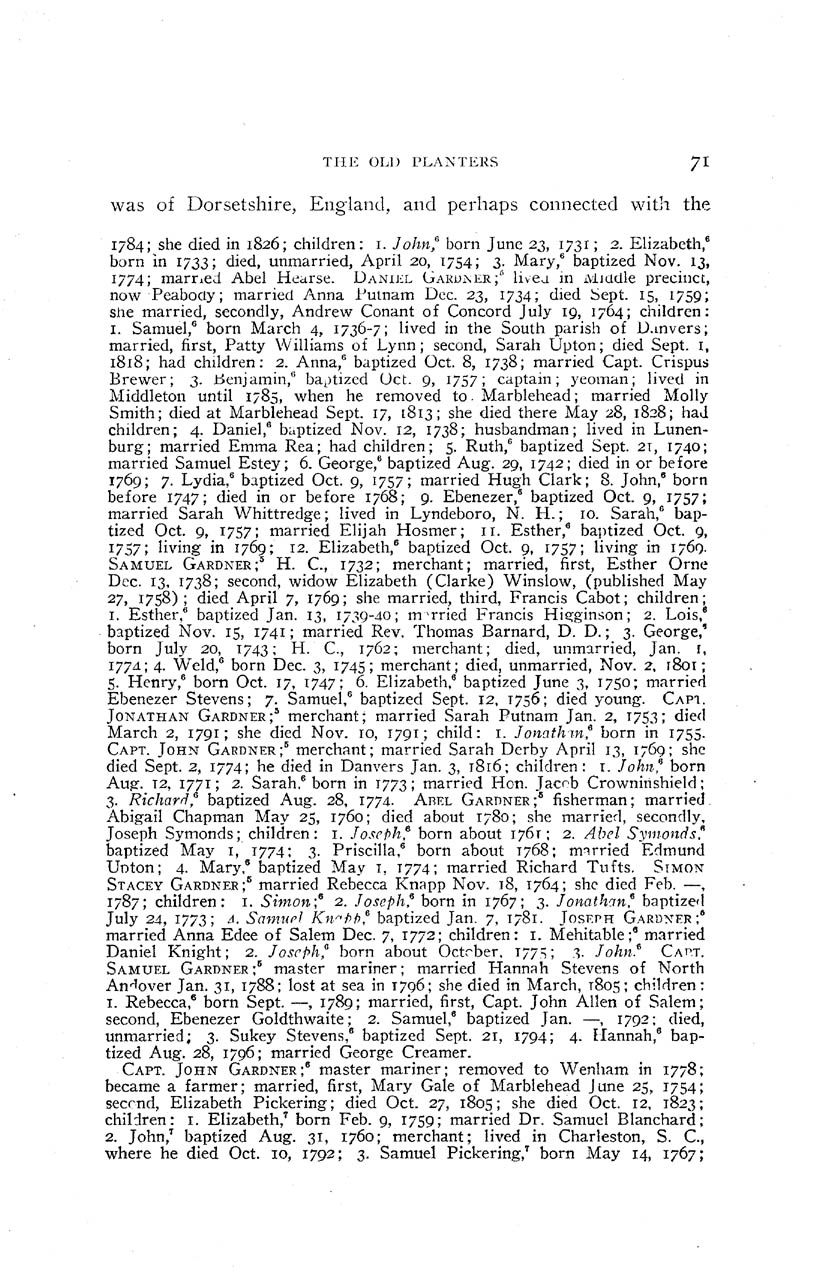 THE OLD PLANTERS 71
was of Dorsetshire, England, and perhaps connected with the
1784; she died in 1826; children: 1. John,⁶ born June 23, 1731; 2. Elizabeth,⁶
born in 1733; died, unmarried, April 20, 1754; 3. Mary,⁶ baptized Nov. 13,
1774; married Abel Hearse. DANIEL GARDNER;⁵ lived in Middle precinct,
now Peabody; married Anna Putnam Dec. 23, 1734; died Sept. 15, 1759;
she married, secondly, Andrew Conant of Concord July 19, 1764; children:
1. Samuel,⁶ born March 4, 1736-7; lived in the South parish of Danvers;
married, first, Patty Williams of Lynn; second, Sarah Upton; died Sept. 1,
1818; had children: 2. Anna,⁶ baptized Oct. 8, 1738; married Capt. Crispus
Brewer; 3. Benjamin,⁶ baptized Oct. 9, 1757; captain; yeoman; lived in
Middleton until 1785, when he removed to Marblehead; married Molly
Smith; died at Marblehead Sept. 17, 1813; she died there May 28, 1828; had
children; 4. Daniel,⁶ baptized Nov. 12, 1738; husbandman; lived in Lunen-
burg; married Emma Rea; had children; 5. Ruth,⁶ baptized Sept. 21, 1740;
married Samuel Estey; 6. George,⁶ baptized Aug. 29, 1742; died in or before
1769; 7. Lydia,⁶ baptized Oct. 9, 1757; married Hugh Clark; 8. John,⁶ born
before 1747; died in or before 1768; 9. Ebenezer,⁶ baptized Oct. 9, 1757;
married Sarah Whittredge; lived in Lyndeboro, N. H.; 10. Sarah,⁶ bap-
tized Oct. 9, 1757; married Elijah Hosmer; 11. Esther,⁶ baptized Oct. 9,
1757; living in 1769; 12. Elizabeth,⁶ baptized Oct. 9, 1757; living in 1769.
SAMUEL GARDNER;⁵ H. C., 1732; merchant; married, first, Esther Orne
Dec. 13, 1738; second, widow Elizabeth (Clarke) Winslow, (published May
27, 1758); died April 7, 1769; she married, third, Francis Cabot; children;
1. Esther,⁶ baptized Jan. 13, 1739-40; married Francis Higginson; 2. Lois,⁶
baptized Nov. 15, 1741; married Rev. Thomas Barnard, D. D.; 3. George,⁶
born July 20, 1743; H. C., 1762; merchant; died, unmarried, Jan. 1,
1774; 4. Weld,⁶ born Dec. 3, 1745; merchant; died, unmarried, Nov. 2, 1801;
5. Henry,⁶ born Oct. 17, 1747; 6. Elizabeth,⁶ baptized June 3, 1750; married
Ebenezer Stevens; 7. Samuel,⁶ baptized Sept. 12, 1756; died young. CAPT.
JONATHAN GARDNER;⁵ merchant; married Sarah Putnam Jan. 2, 1753; died
March 2, 1791; she died Nov. 10, 1791; child: 1. Jonathan,⁶ born in 1755.
CAPT. JOHN GARDNER;⁵ merchant; married Sarah Derby April 13, 1769; she
died Sept. 2, 1774; he died in Danvers Jan. 3, 1816; children: 1. John,⁶ born
Aug. 12, 1771; 2. Sarah,⁶ born in 1773; married Hon. Jacob Crowninshield;
3. Richard,⁶ baptized Aug. 28, 1774. ABEL GARDNER;⁵ fisherman; married
Abigail Chapman May 25, 1760; died about 1780; she married, secondly,
Joseph Symonds; children: 1. Joseph,⁶ born about 1761; 2. Abel Symonds,⁶
baptized May 1, 1774; 3. Priscilla,⁶ born about 1768; married Edmund
Upton; 4. Mary,⁶ baptized May 1, 1774; married Richard Tufts. SIMON
STACEY GARDNER;⁵ married Rebecca Knapp Nov. 18, 1764; she died Feb. —,
1787; children: 1. Simon;⁶ 2. Joseph,⁶ born in 1767; 3. Jonathan,⁶ baptized
July 24, 1773; 4. Samuel Knapp,⁶ baptized Jan. 7, 1781. JOSEPH GARDNER;⁵
married Anna Edee of Salem Dec. 7, 1772; children: 1. Mehitable;⁶ married
Daniel Knight; 2. Joseph,⁶ born about October, 1775; 3. John.⁶ CAPT.
SAMUEL GARDNER;⁵ master mariner; married Hannah Stevens of North
Andover Jan. 31, 1788; lost at sea in 1796; she died in March, 1805; children:
1. Rebecca,⁶ born Sept. —, 1789; married, first, Capt. John Allen of Salem;
second, Ebenezer Goldthwaite; 2. Samuel,⁶ baptized Jan. —, 1792; died,
unmarried; 3. Sukey Stevens,⁶ baptized Sept. 21, 1794; 4. Hannah,⁶ bap-
tized Aug. 28, 1796; married George Creamer.
CAPT. JOHN GARDNER;⁶ master mariner; removed to Wenham in 1778;
became a farmer; married, first, Mary Gale of Marblehead June 25, 1754;
second, Elizabeth Pickering; died Oct. 27, 1805; she died Oct. 12, 1823;
children: 1. Elizabeth,⁷ born Feb. 9, 1759; married Dr. Samuel Blanchard;
2. John,⁷ baptized Aug. 31, 1760; merchant; lived in Charleston, S. C.,
where he died Oct. 10, 1792; 3. Samuel Pickering,⁷ born May 14, 1767;